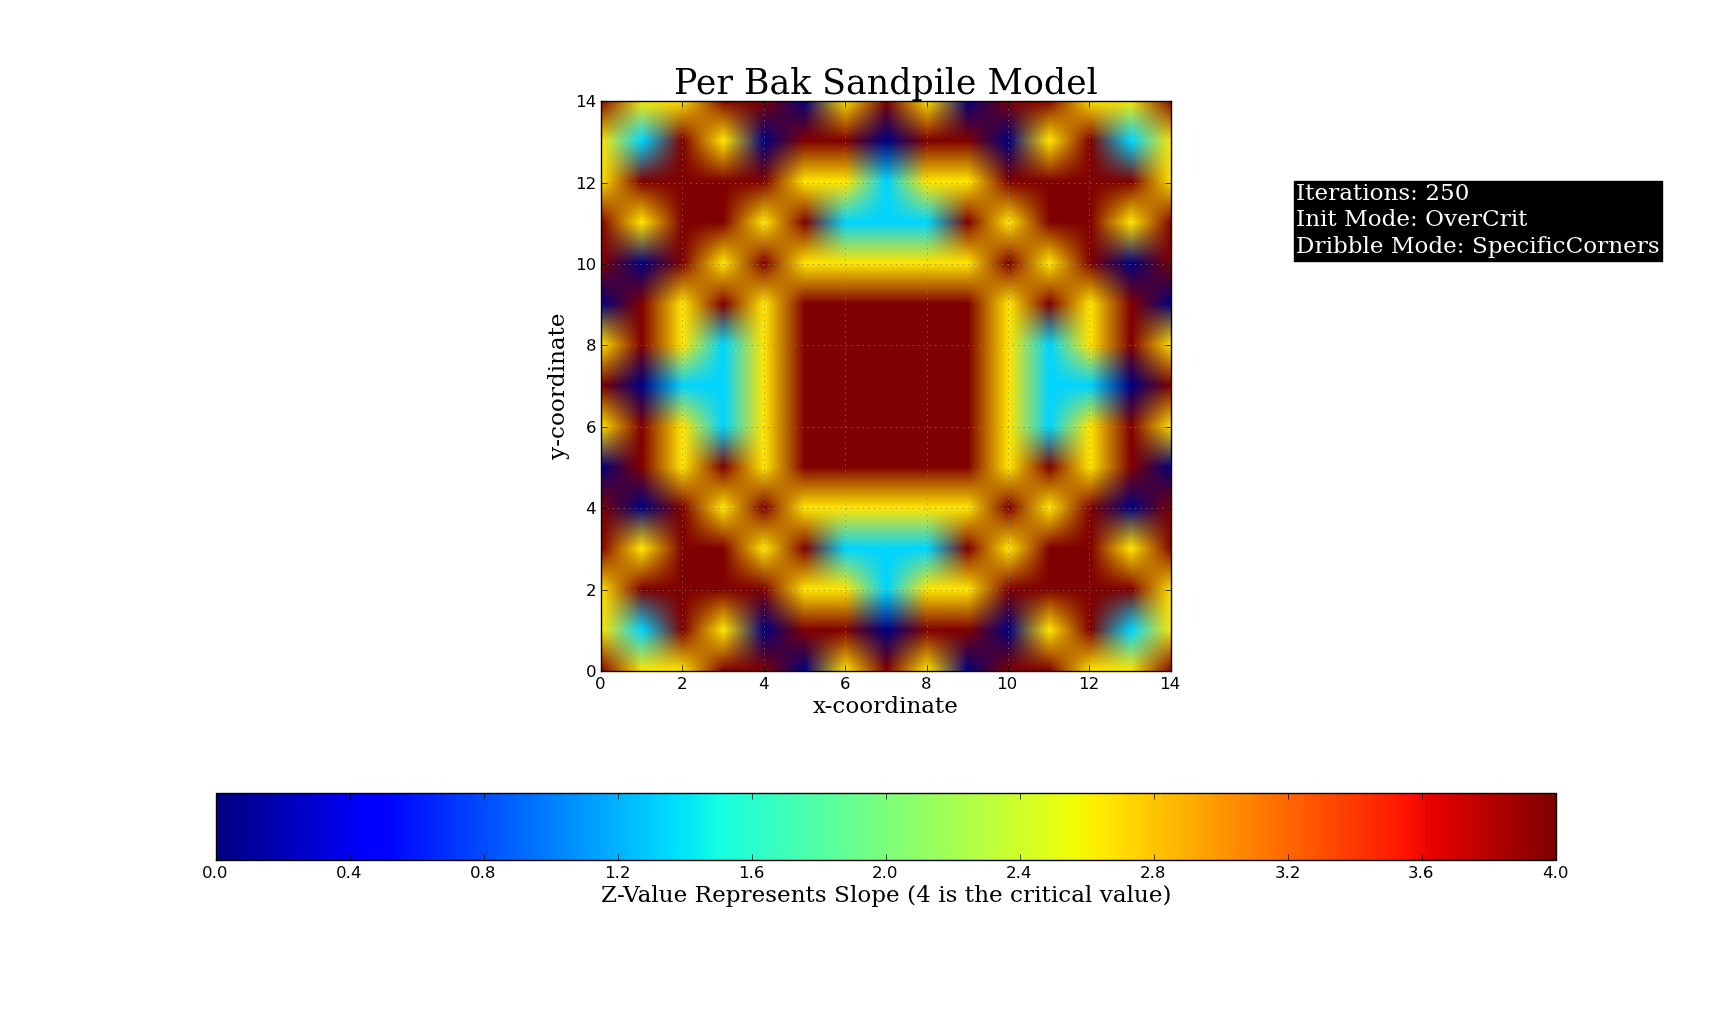 Per Bak Sandpile Model
14
12
10
8
6
4
2
0
y-coordinate
0 2 4 6 8 10 12 14
x-coordinate
Iterations: 250
Init Mode: OverCrit
Dribble Mode: SpecificCorners
0.0 0.4 0.8 1.2 1.6 2.0 2.4 2.8 3.2 3.6 4.0
Z-Value Represents Slope (4 is the critical value)